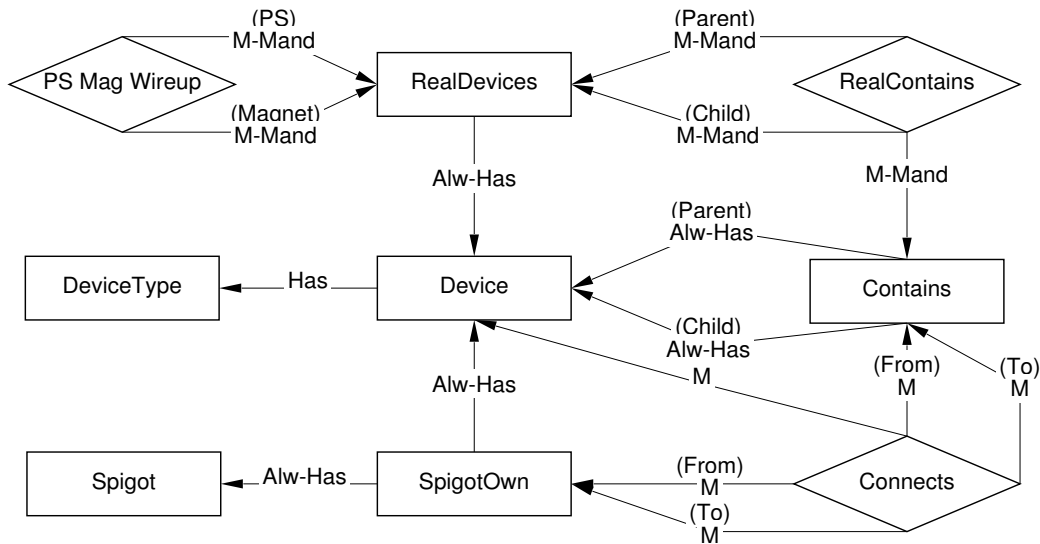 (PS)
M-Mand
(Parent)
M-Mand
PS Mag Wireup
RealDevices
RealContains
(Magnet)
M-Mand
(Child)
M-Mand
Alw-Has
M-Mand
(Parent)
Alw-Has
DeviceType
Has
Device
Contains
(Child)
Alw-Has
M
Alw-Has
(From)
M
(To)
M
Spigot
Alw-Has
SpigotOwn
(From)
M
Connects
(To)
M